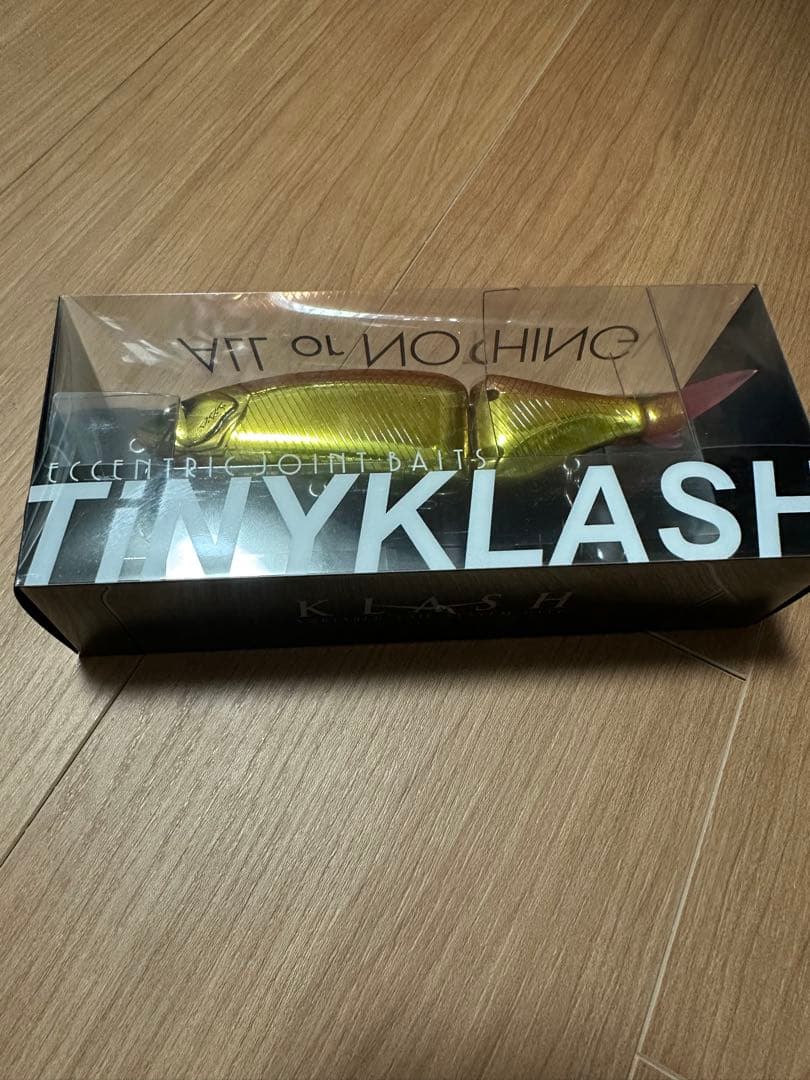 ALL or NOTHING
ECCENTRIC JOINT BAITS
TiNYKLASH
KLASH